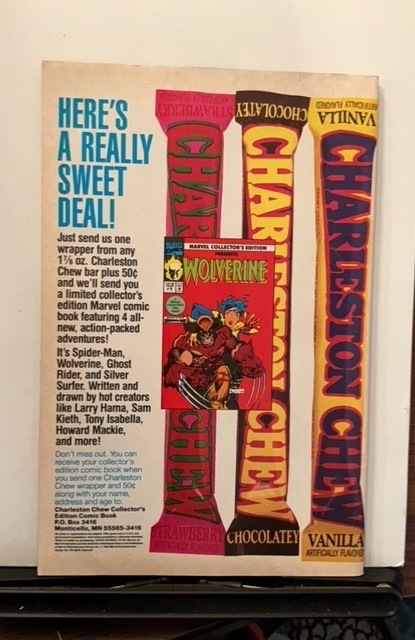 HERE'S
A REALLY
SWEET
DEAL!
Just send us one
wrapper from any
1⅞ oz. Charleston
Chew bar plus 50¢
and we'll send you
a limited collector's
edition Marvel comic
book featuring 4 all-
new, action-packed
adventures!
It's Spider-Man,
Wolverine, Ghost
Rider, and Silver
Surfer. Written and
drawn by hot creators
like Larry Hama, Sam
Kieth, Tony Isabella,
Howard Mackie,
and more!
Don't miss out. You can
receive your collector's
edition comic book when
you send one Charleston
Chew wrapper and 50¢
along with your name,
address and age to:
Charleston Chew Collector's
Edition Comic Book
P.O. Box 3416
Monticello, MN 55565-3416
STRAWBERRY
CHARLESTON CHEW
STRAWBERRY
CHOCOLATEY
CHARLESTON CHEW
CHOCOLATEY
VANILLA
ARTIFICIALLY FLAVORED
CHARLESTON CHEW
VANILLA
ARTIFICIALLY FLAVORED
MARVEL COLLECTOR'S EDITION
PRESENTS:
MARVEL
#1
WOLVERINE